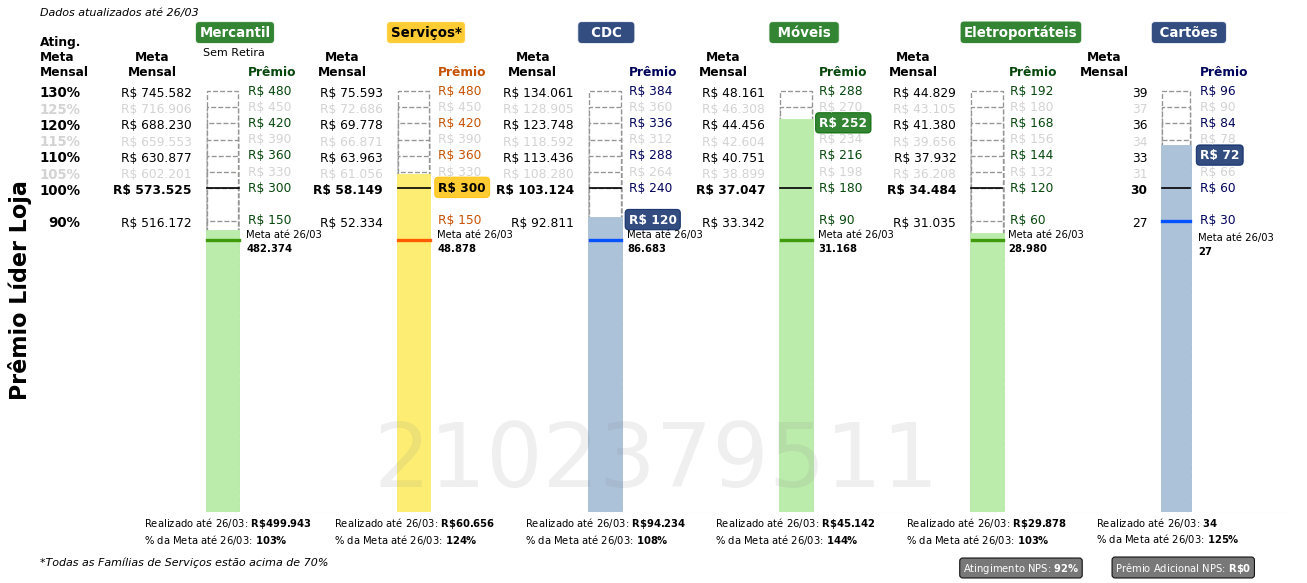 Dados atualizados até 26/03
Mercantil Serviços* CDC Móveis Eletroportáteis Cartões
Sem Retira
Ating. Meta Mensal Meta Mensal Prêmio Meta Mensal Prêmio Meta Mensal Prêmio Meta Mensal Prêmio Meta Mensal Prêmio Meta Mensal Prêmio
130% R$ 745.582 R$ 480 R$ 75.593 R$ 480 R$ 134.061 R$ 384 R$ 48.161 R$ 288 R$ 44.829 R$ 192 39 R$ 96
125% R$ 716.906 R$ 450 R$ 72.686 R$ 450 R$ 128.905 R$ 360 R$ 46.308 R$ 270 R$ 43.105 R$ 180 37 R$ 90
120% R$ 688.230 R$ 420 R$ 69.778 R$ 420 R$ 123.748 R$ 336 R$ 44.456 R$ 252 R$ 41.380 R$ 168 36 R$ 84
115% R$ 659.553 R$ 390 R$ 66.871 R$ 390 R$ 118.592 R$ 312 R$ 42.604 R$ 234 R$ 39.656 R$ 156 34 R$ 78
110% R$ 630.877 R$ 360 R$ 63.963 R$ 360 R$ 113.436 R$ 288 R$ 40.751 R$ 216 R$ 37.932 R$ 144 33 R$ 72
105% R$ 602.201 R$ 330 R$ 61.056 R$ 330 R$ 108.280 R$ 264 R$ 38.899 R$ 198 R$ 36.208 R$ 132 31 R$ 66
100% R$ 573.525 R$ 300 R$ 58.149 R$ 300 R$ 103.124 R$ 240 R$ 37.047 R$ 180 R$ 34.484 R$ 120 30 R$ 60
90% R$ 516.172 R$ 150 R$ 52.334 R$ 150 R$ 92.811 R$ 120 R$ 33.342 R$ 90 R$ 31.035 R$ 60 27 R$ 30
Meta até 26/03 Meta até 26/03 Meta até 26/03 Meta até 26/03 Meta até 26/03 Meta até 26/03
482.374 48.878 86.683 31.168 28.980 27
Prêmio Líder Loja
2102379511
Realizado até 26/03: R$499.943 Realizado até 26/03: R$60.656 Realizado até 26/03: R$94.234 Realizado até 26/03: R$45.142 Realizado até 26/03: R$29.878 Realizado até 26/03: 34
% da Meta até 26/03: 103% % da Meta até 26/03: 124% % da Meta até 26/03: 108% % da Meta até 26/03: 144% % da Meta até 26/03: 103% % da Meta até 26/03: 125%
*Todas as Famílias de Serviços estão acima de 70%
Atingimento NPS: 92% Prêmio Adicional NPS: R$0